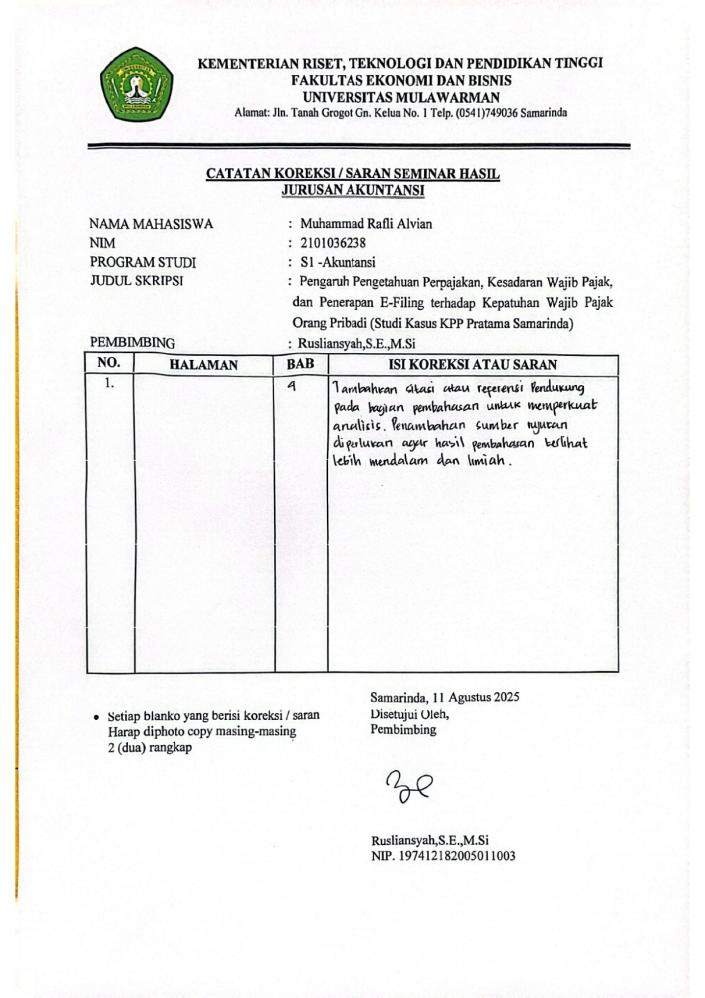 KEMENTERIAN RISET, TEKNOLOGI DAN PENDIDIKAN TINGGI
FAKULTAS EKONOMI DAN BISNIS
UNIVERSITAS MULAWARMAN
Alamat: Jln. Tanah Grogot Gn. Kelua No. 1 Telp. (0541)749036 Samarinda
CATATAN KOREKSI / SARAN SEMINAR HASIL
JURUSAN AKUNTANSI
NAMA MAHASISWA : Muhammad Rafli Alvian
NIM : 2101036238
PROGRAM STUDI : S1 -Akuntansi
JUDUL SKRIPSI : Pengaruh Pengetahuan Perpajakan, Kesadaran Wajib Pajak,
dan Penerapan E-Filing terhadap Kepatuhan Wajib Pajak
Orang Pribadi (Studi Kasus KPP Pratama Samarinda)
PEMBIMBING : Rusliansyah,S.E.,M.Si
NO. HALAMAN BAB ISI KOREKSI ATAU SARAN
1. 4 Tambahkan sitasi atau referensi Pendukung
pada bagian pembahasan untuk memperkuat
analisis. Penambahan sumber rujukan
diperlukan agar hasil pembahasan terlihat
lebih mendalam dan Ilmiah.
Samarinda, 11 Agustus 2025
• Setiap blanko yang berisi koreksi / saran
Disetujui Oleh,
Harap diphoto copy masing-masing
Pembimbing
2 (dua) rangkap
Rusliansyah,S.E.,M.Si
NIP. 197412182005011003